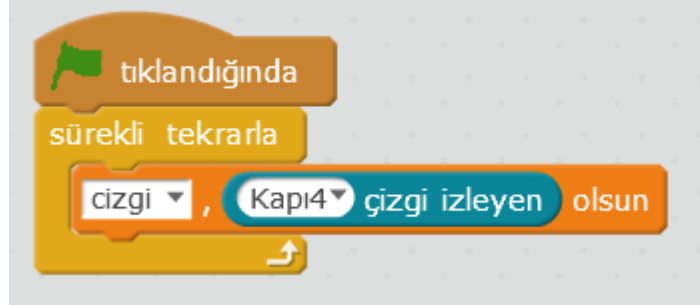 tıklandığında
sürekli tekrarla
cizgi , Kapı4 çizgi izleyen olsun